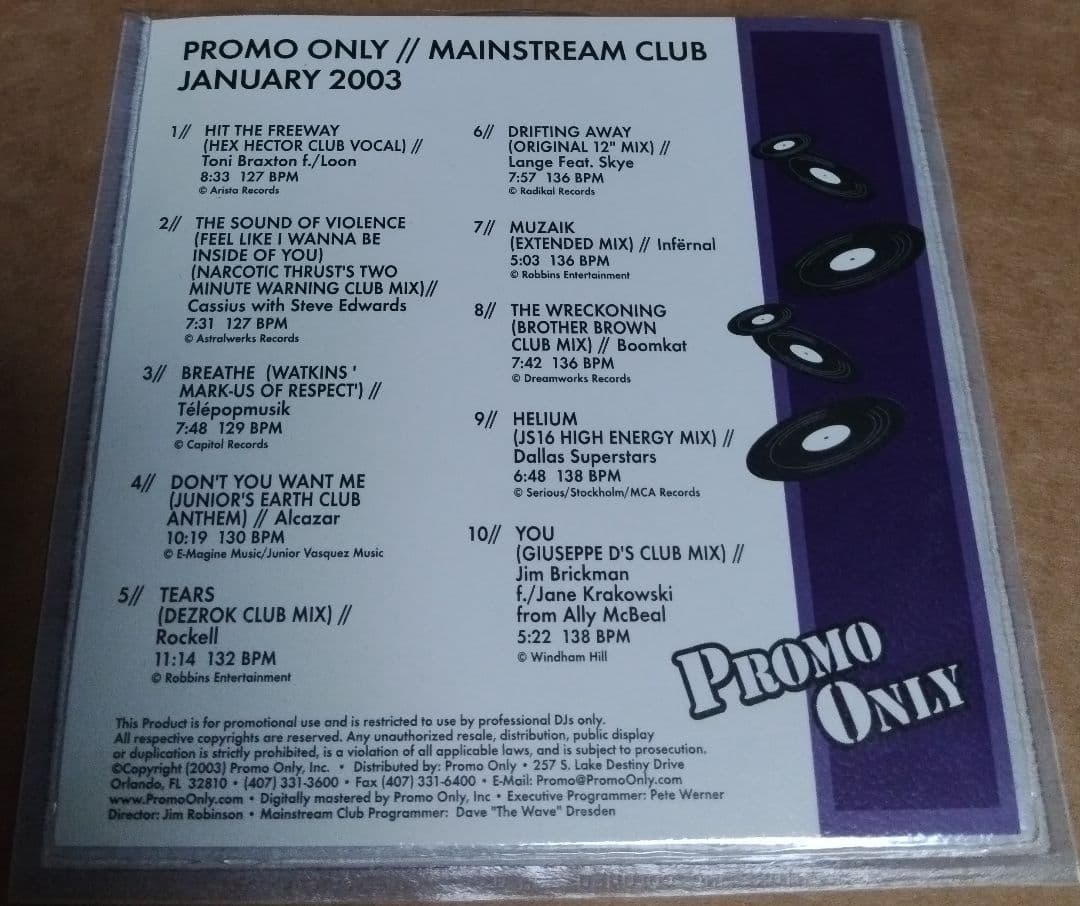 PROMO ONLY // MAINSTREAM CLUB
JANUARY 2003
1// HIT THE FREEWAY
(HEX HECTOR CLUB VOCAL) //
Toni Braxton f./Loon
8:33 127 BPM
© Arista Records
2// THE SOUND OF VIOLENCE
(FEEL LIKE I WANNA BE
INSIDE OF YOU)
(NARCOTIC THRUST'S TWO
MINUTE WARNING CLUB MIX)//
Cassius with Steve Edwards
7:31 127 BPM
© Astralwerks Records
3// BREATHE (WATKINS '
MARK-US OF RESPECT') //
Télépopmusik
7:48 129 BPM
© Capitol Records
4// DON'T YOU WANT ME
(JUNIOR'S EARTH CLUB
ANTHEM) // Alcazar
10:19 130 BPM
© E-Magine Music/Junior Vasquez Music
5// TEARS
(DEZROK CLUB MIX) //
Rockell
11:14 132 BPM
© Robbins Entertainment
6// DRIFTING AWAY
(ORIGINAL 12" MIX) //
Lange Feat. Skye
7:57 136 BPM
© Radikal Records
7// MUZAIK
(EXTENDED MIX) // Infërnal
5:03 136 BPM
© Robbins Entertainment
8// THE WRECKONING
(BROTHER BROWN
CLUB MIX) // Boomkat
7:42 136 BPM
© Dreamworks Records
9// HELIUM
(JS16 HIGH ENERGY MIX) //
Dallas Superstars
6:48 138 BPM
© Serious/Stockholm/MCA Records
10// YOU
(GIUSEPPE D'S CLUB MIX) //
Jim Brickman
f./Jane Krakowski
from Ally McBeal
5:22 138 BPM
© Windham Hill
PROMO
ONLY
This Product is for promotional use and is restricted to use by professional DJs only.
All respective copyrights are reserved. Any unauthorized resale, distribution, public display
or duplication is strictly prohibited, is a violation of all applicable laws, and is subject to prosecution.
©Copyright (2003) Promo Only, Inc. • Distributed by: Promo Only • 257 S. Lake Destiny Drive
Orlando, FL 32810 • (407) 331-3600 • Fax (407) 331-6400 • E-Mail: Promo@PromoOnly.com
www.PromoOnly.com • Digitally mastered by Promo Only, Inc • Executive Programmer: Pete Werner
Director: Jim Robinson • Mainstream Club Programmer: Dave "The Wave" Dresden